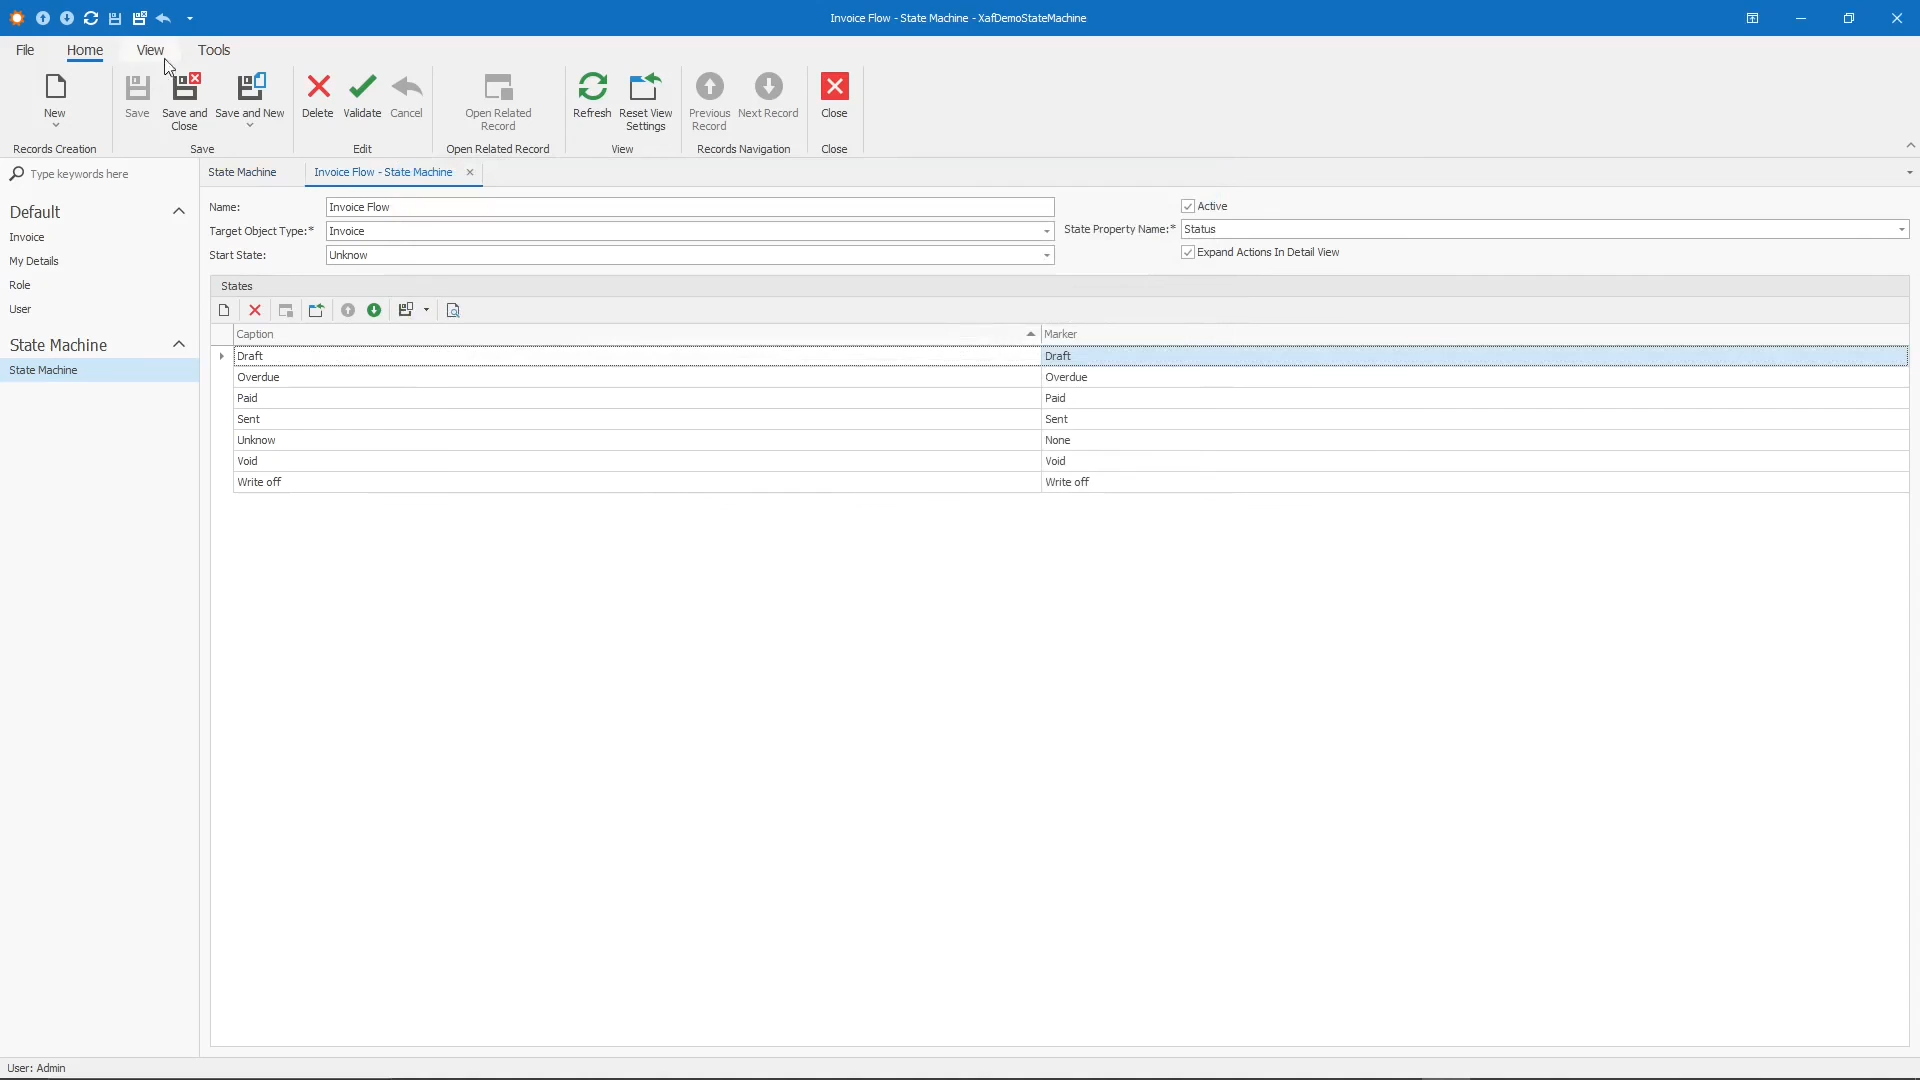 Invoice Flow - State Machine - XafDemoStateMachine
File Home View Tools
New
Save
Save and Close
Save and New
Delete
Validate
Cancel
Open Related Record
Refresh
Reset View Settings
Previous Record
Next Record
Close
Records Creation
Save
Edit
Open Related Record
View
Records Navigation
Close
Type keywords here
Default
Invoice
My Details
Role
User
State Machine
State Machine
State Machine
Invoice Flow - State Machine
Name: Invoice Flow
Active
Target Object Type:* Invoice
State Property Name:* Status
Start State: Unknow
Expand Actions In Detail View
States
Caption Marker
Draft Draft
Overdue Overdue
Paid Paid
Sent Sent
Unknow None
Void Void
Write off Write off
User: Admin